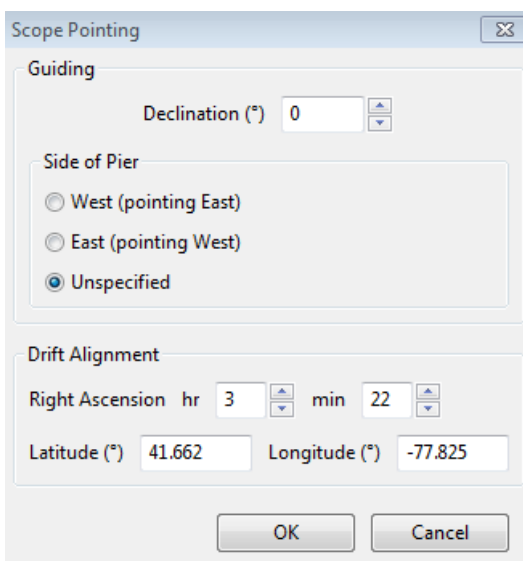 Scope Pointing
Guiding
Declination (°) 0
Side of Pier
West (pointing East)
East (pointing West)
Unspecified
Drift Alignment
Right Ascension hr 3 min 22
Latitude (°) 41.662 Longitude (°) -77.825
OK Cancel